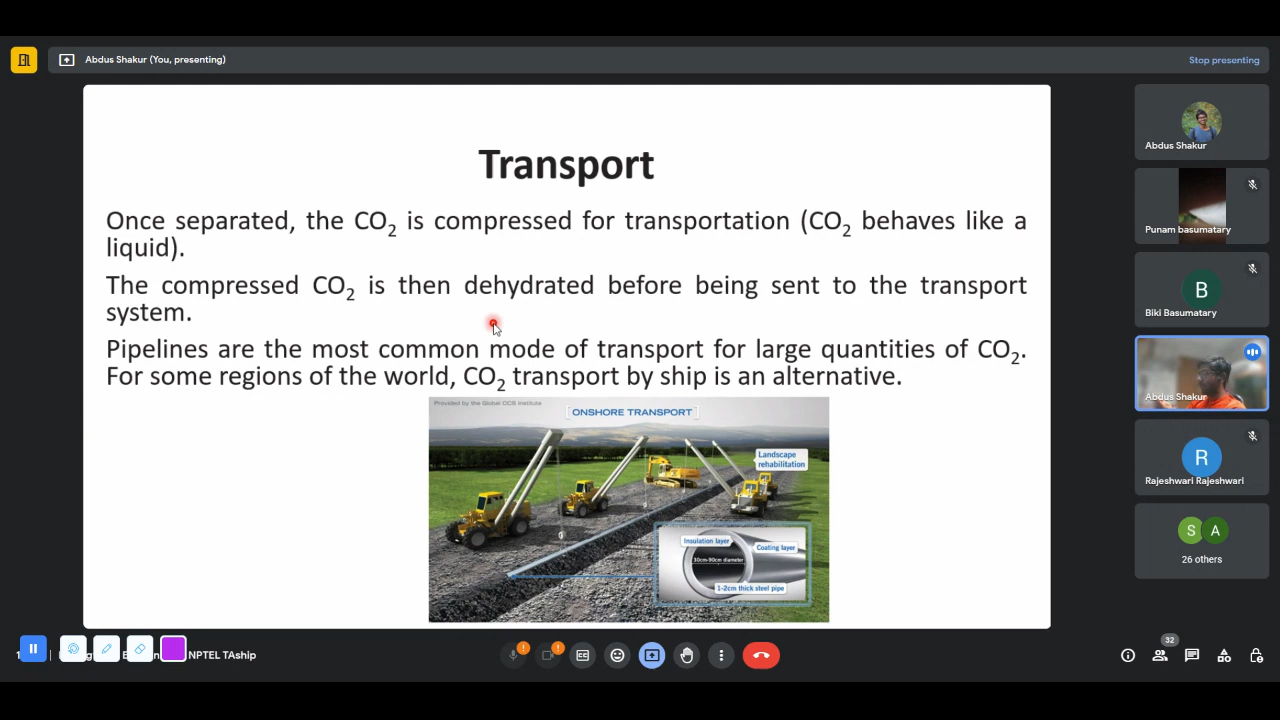 Abdus Shakur (You, presenting)
Stop presenting
Transport
Once separated, the CO2 is compressed for transportation (CO2 behaves like a
liquid).
The compressed CO2 is then dehydrated before being sent to the transport
system.
Pipelines are the most common mode of transport for large quantities of CO2.
For some regions of the world, CO2 transport by ship is an alternative.
Provided by the Global CCS Institute
ONSHORE TRANSPORT
Landscape
rehabilitation
Insulation layer
Coating layer
30cm-90cm diameter
1-2cm thick steel pipe
Abdus Shakur
Punam basumatary
B
Biki Basumatary
Abdus Shakur
R
Rajeshwari Rajeshwari
S A
26 others
NPTEL TAship
32